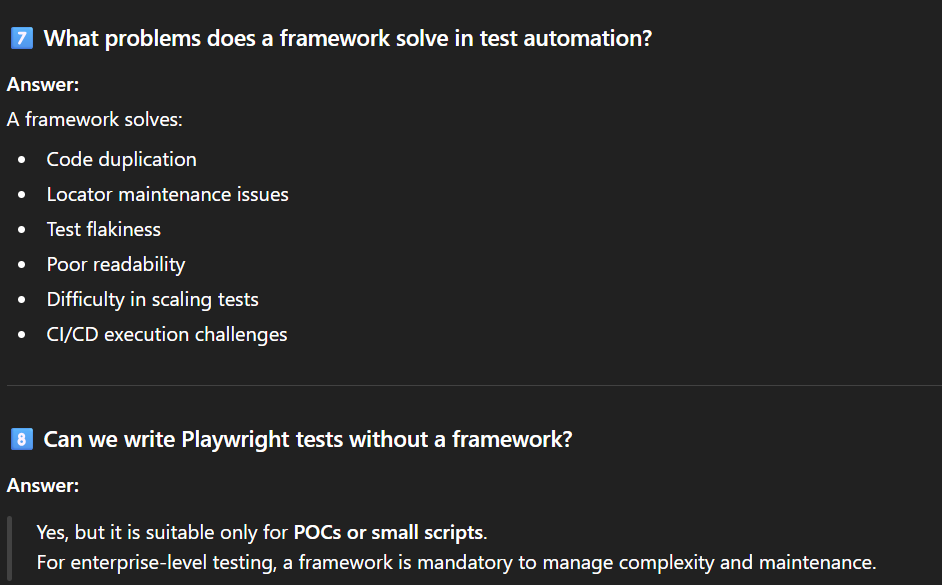 7 What problems does a framework solve in test automation?
Answer:
A framework solves:
• Code duplication
• Locator maintenance issues
• Test flakiness
• Poor readability
• Difficulty in scaling tests
• CI/CD execution challenges
8 Can we write Playwright tests without a framework?
Answer:
Yes, but it is suitable only for POCs or small scripts.
For enterprise-level testing, a framework is mandatory to manage complexity and maintenance.